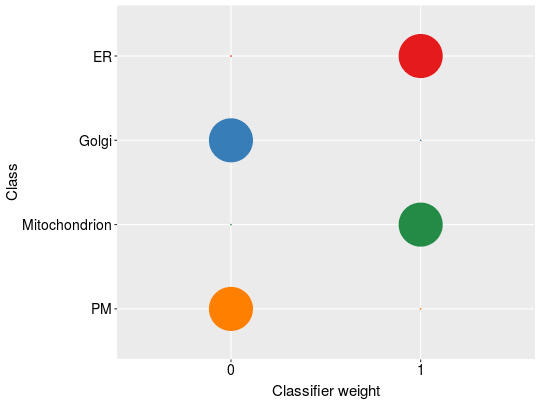 ER
Golgi
Mitochondrion
PM
Class
0 1
Classifier weight